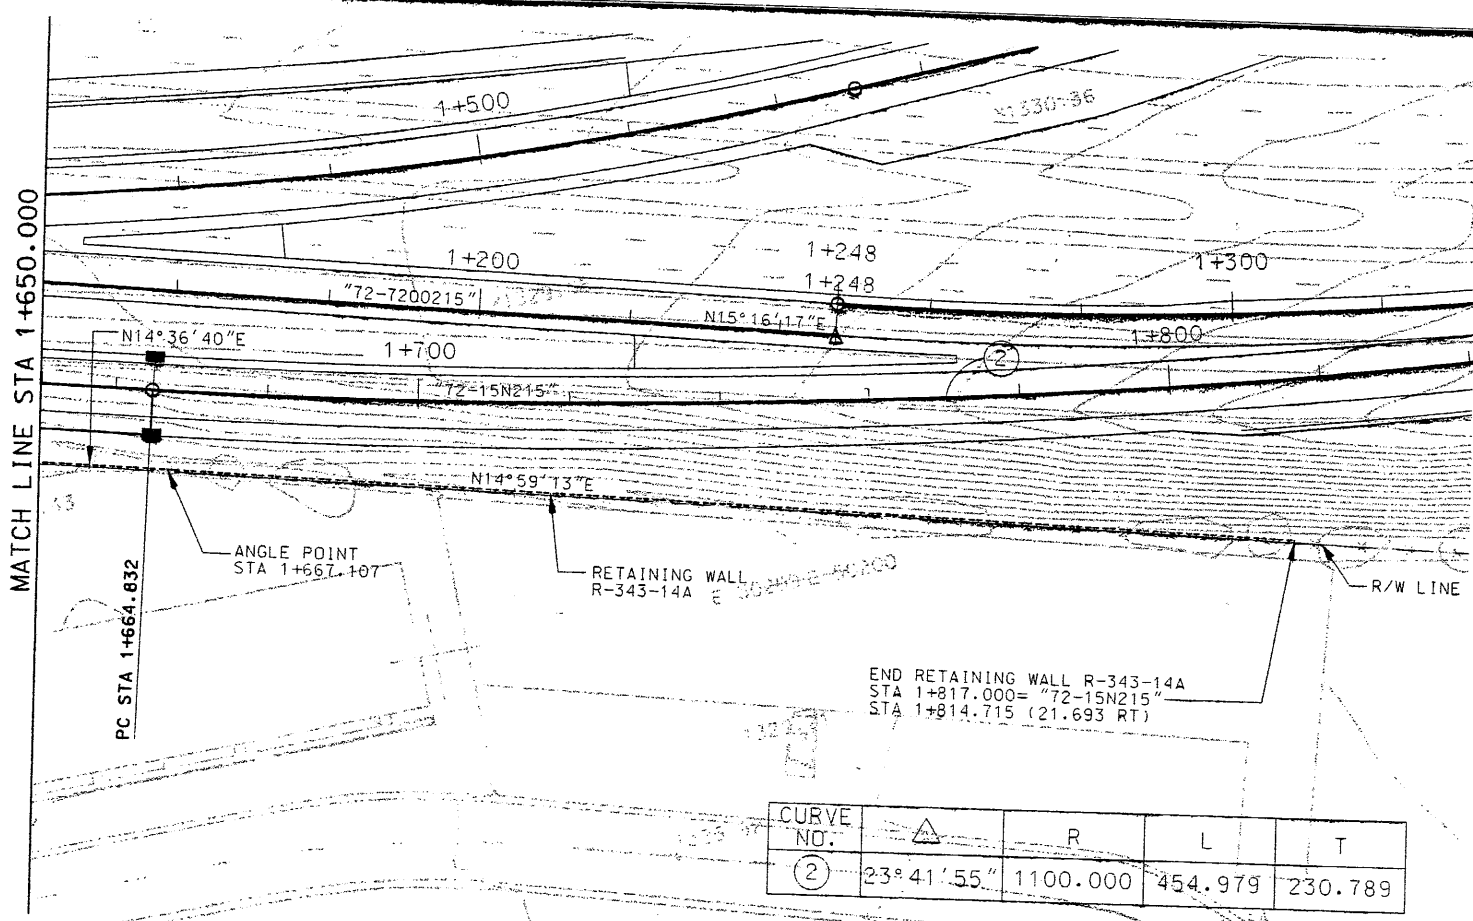 MATCH LINE STA 1+650.000
1+500
1+200
1+248
1+248
1+300
"72-7200215"
N15°16'17"E
N14°36'40"E
1+700
1+800
2
"72-15N215"
N14°59'13"E
ANGLE POINT
STA 1+667.107
RETAINING WALL
R-343-14A
R/W LINE
PC STA 1+664.832
END RETAINING WALL R-343-14A
STA 1+817.000= "72-15N215"
STA 1+814.715 (21.693 RT)
CURVE NO. △ R L T
2 23°41'55" 1100.000 454.979 230.789